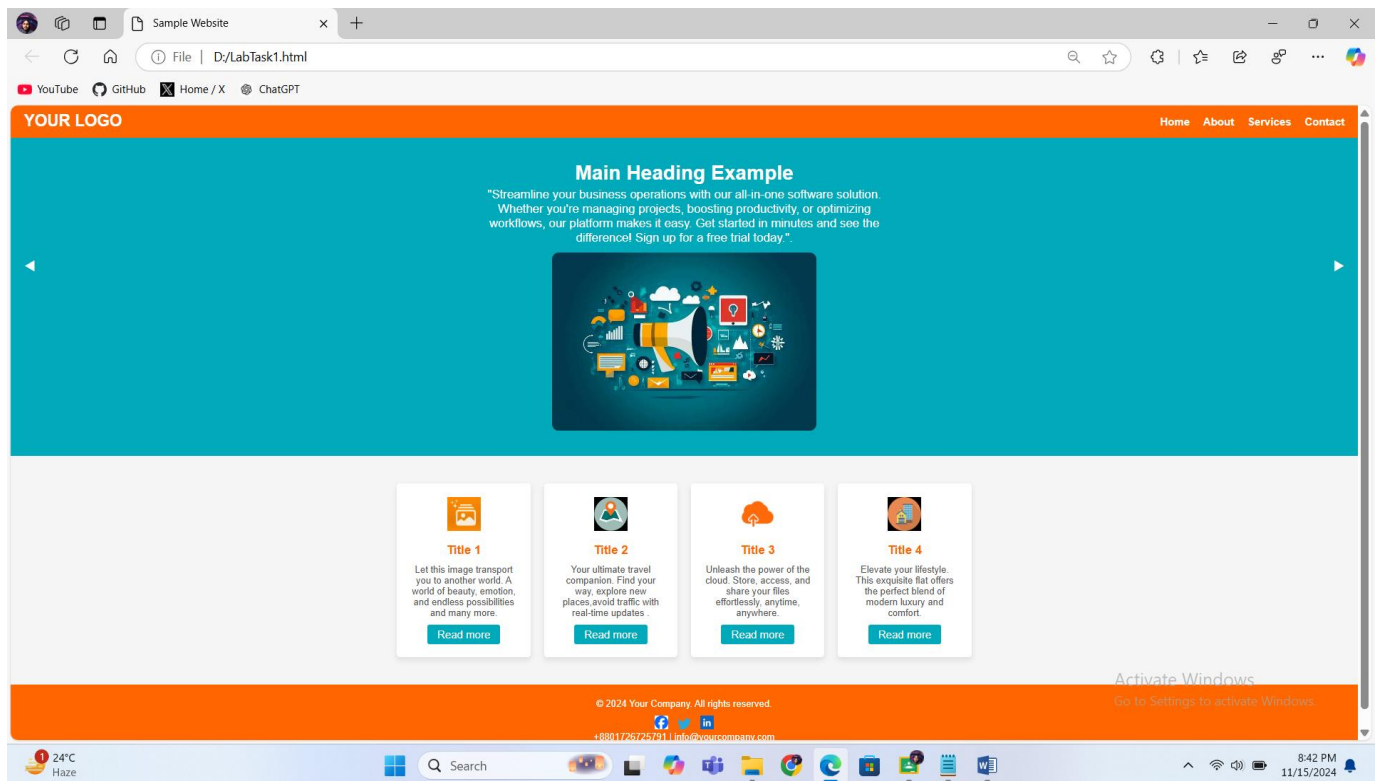 Sample Website
File | D:/LabTask1.html
YouTube GitHub Home / X ChatGPT
YOUR LOGO
Home About Services Contact
Main Heading Example
"Streamline your business operations with our all-in-one software solution.
Whether you're managing projects, boosting productivity, or optimizing
workflows, our platform makes it easy. Get started in minutes and see the
difference! Sign up for a free trial today.".
Title 1
Let this image transport
you to another world. A
world of beauty, emotion,
and endless possibilities
and many more.
Read more
Title 2
Your ultimate travel
companion. Find your
way, explore new
places,avoid traffic with
real-time updates .
Read more
Title 3
Unleash the power of the
cloud. Store, access, and
share your files
effortlessly, anytime,
anywhere.
Read more
Title 4
Elevate your lifestyle.
This exquisite flat offers
the perfect blend of
modern luxury and
comfort.
Read more
Activate Windows
Go to Settings to activate Windows.
© 2024 Your Company. All rights reserved.
in
+8801726725791 | info@yourcompany.com
1
24°C
Haze
Search
8:42 PM
11/15/2024